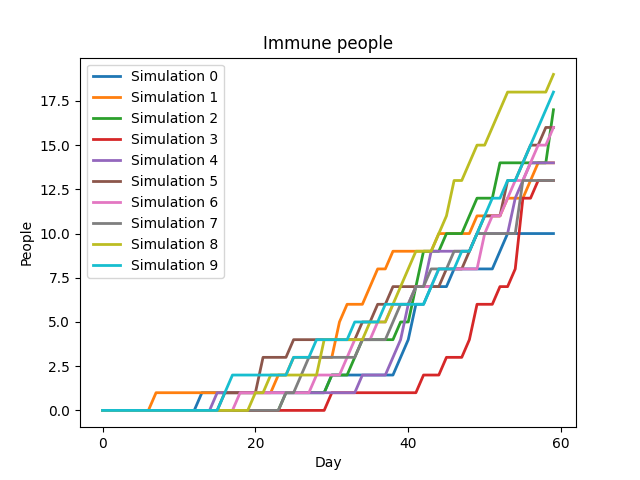 Immune people
Simulation 0
Simulation 1
Simulation 2
Simulation 3
Simulation 4
Simulation 5
Simulation 6
Simulation 7
Simulation 8
Simulation 9
17.5
15.0
12.5
10.0
7.5
5.0
2.5
0.0
People
0 20 40 60
Day